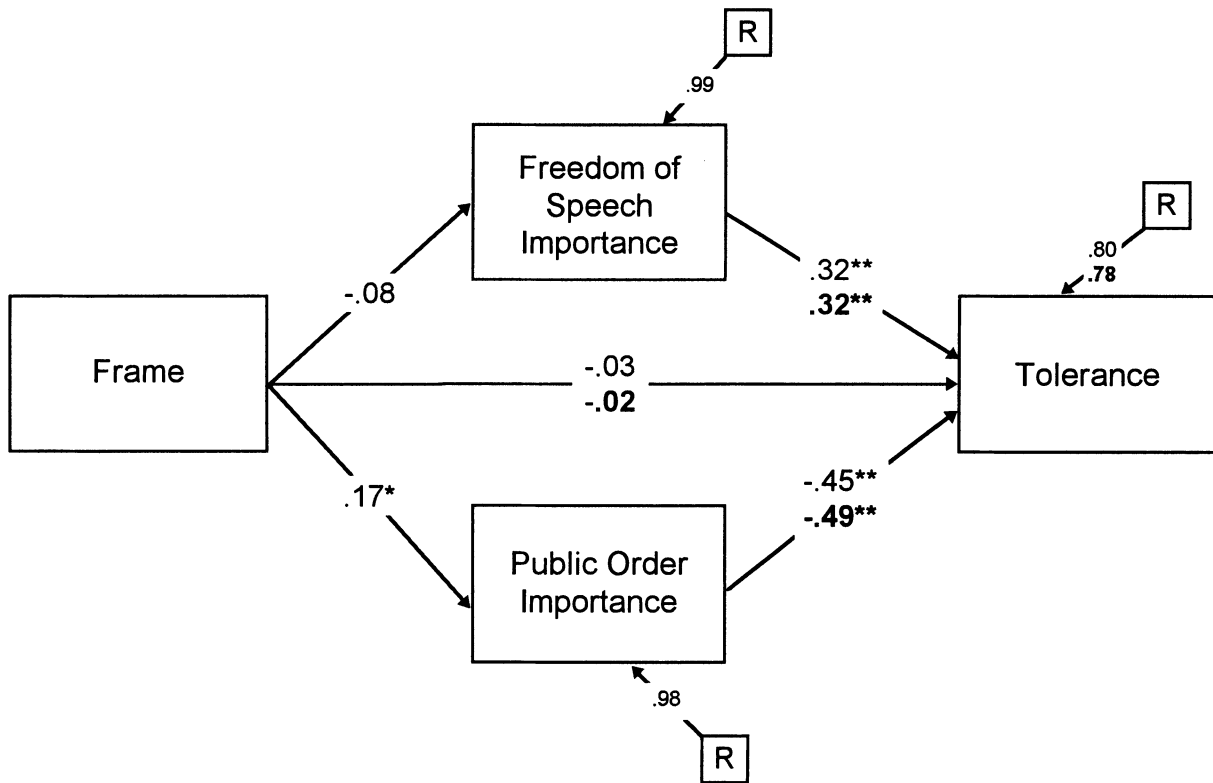 R
.99
Freedom of
Speech
Importance
R
.80
.78
.32**
.32**
-.08
Frame
-.03
-.02
Tolerance
.17*
-.45**
-.49**
Public Order
Importance
.98
R